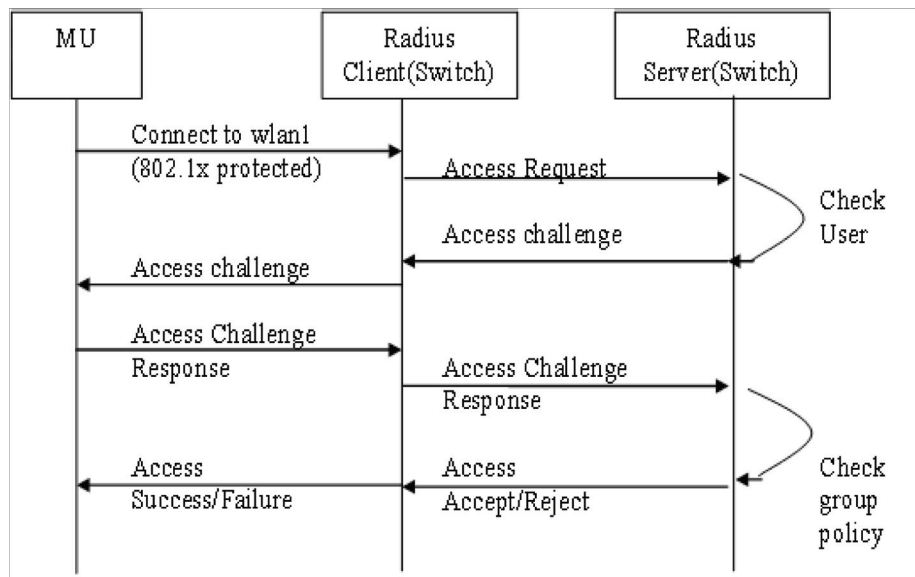 MU
Radius
Client(Switch)
Radius
Server(Switch)
Connect to wlan1
(802.1x protected)
Access Request
Check
User
Access challenge
Access challenge
Access Challenge
Response
Access Challenge
Response
Access
Success/Failure
Access
Accept/Reject
Check
group
policy